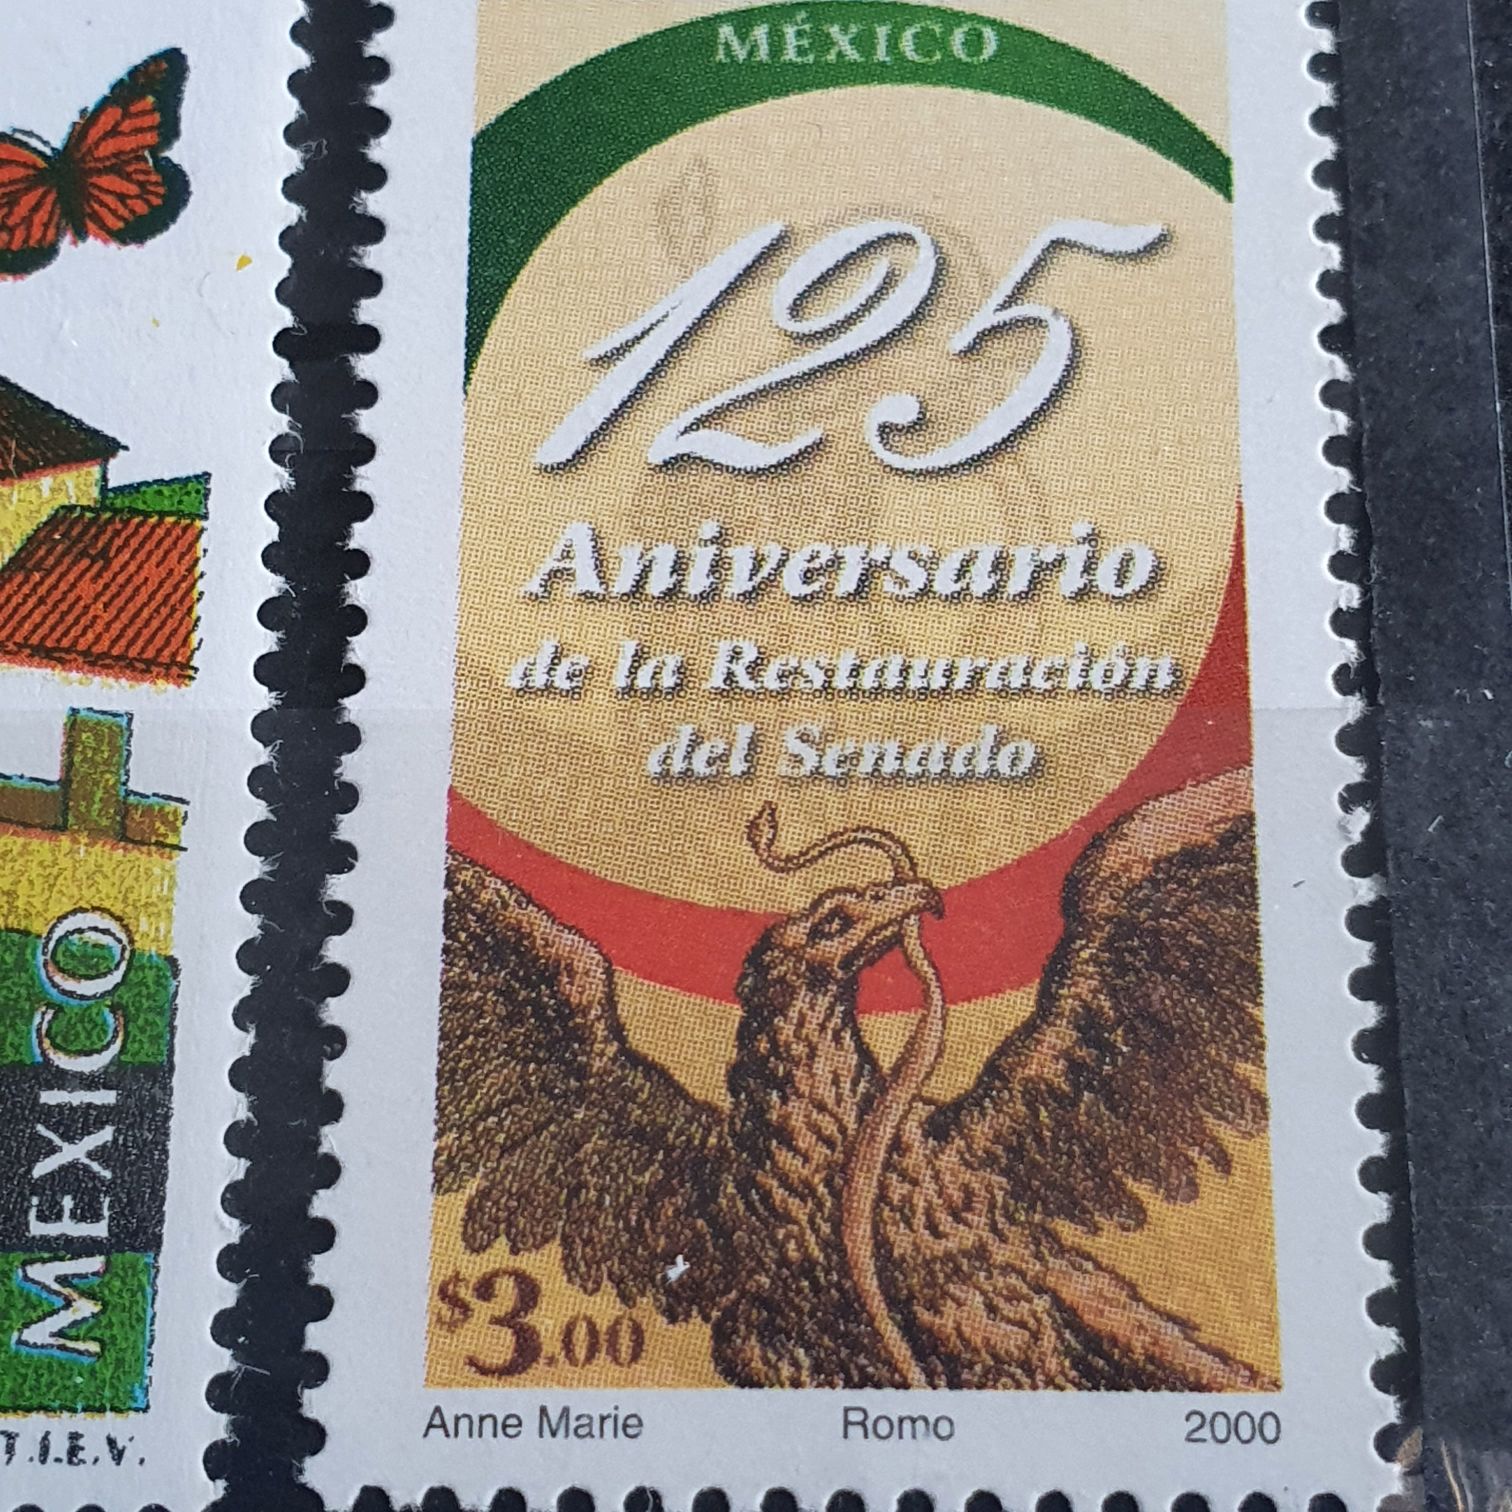 MÉXICO
125
Aniversario
de la Restauración
del Senado
$3.00
Anne Marie Romo 2000
MEXICO
T.I.E.V.